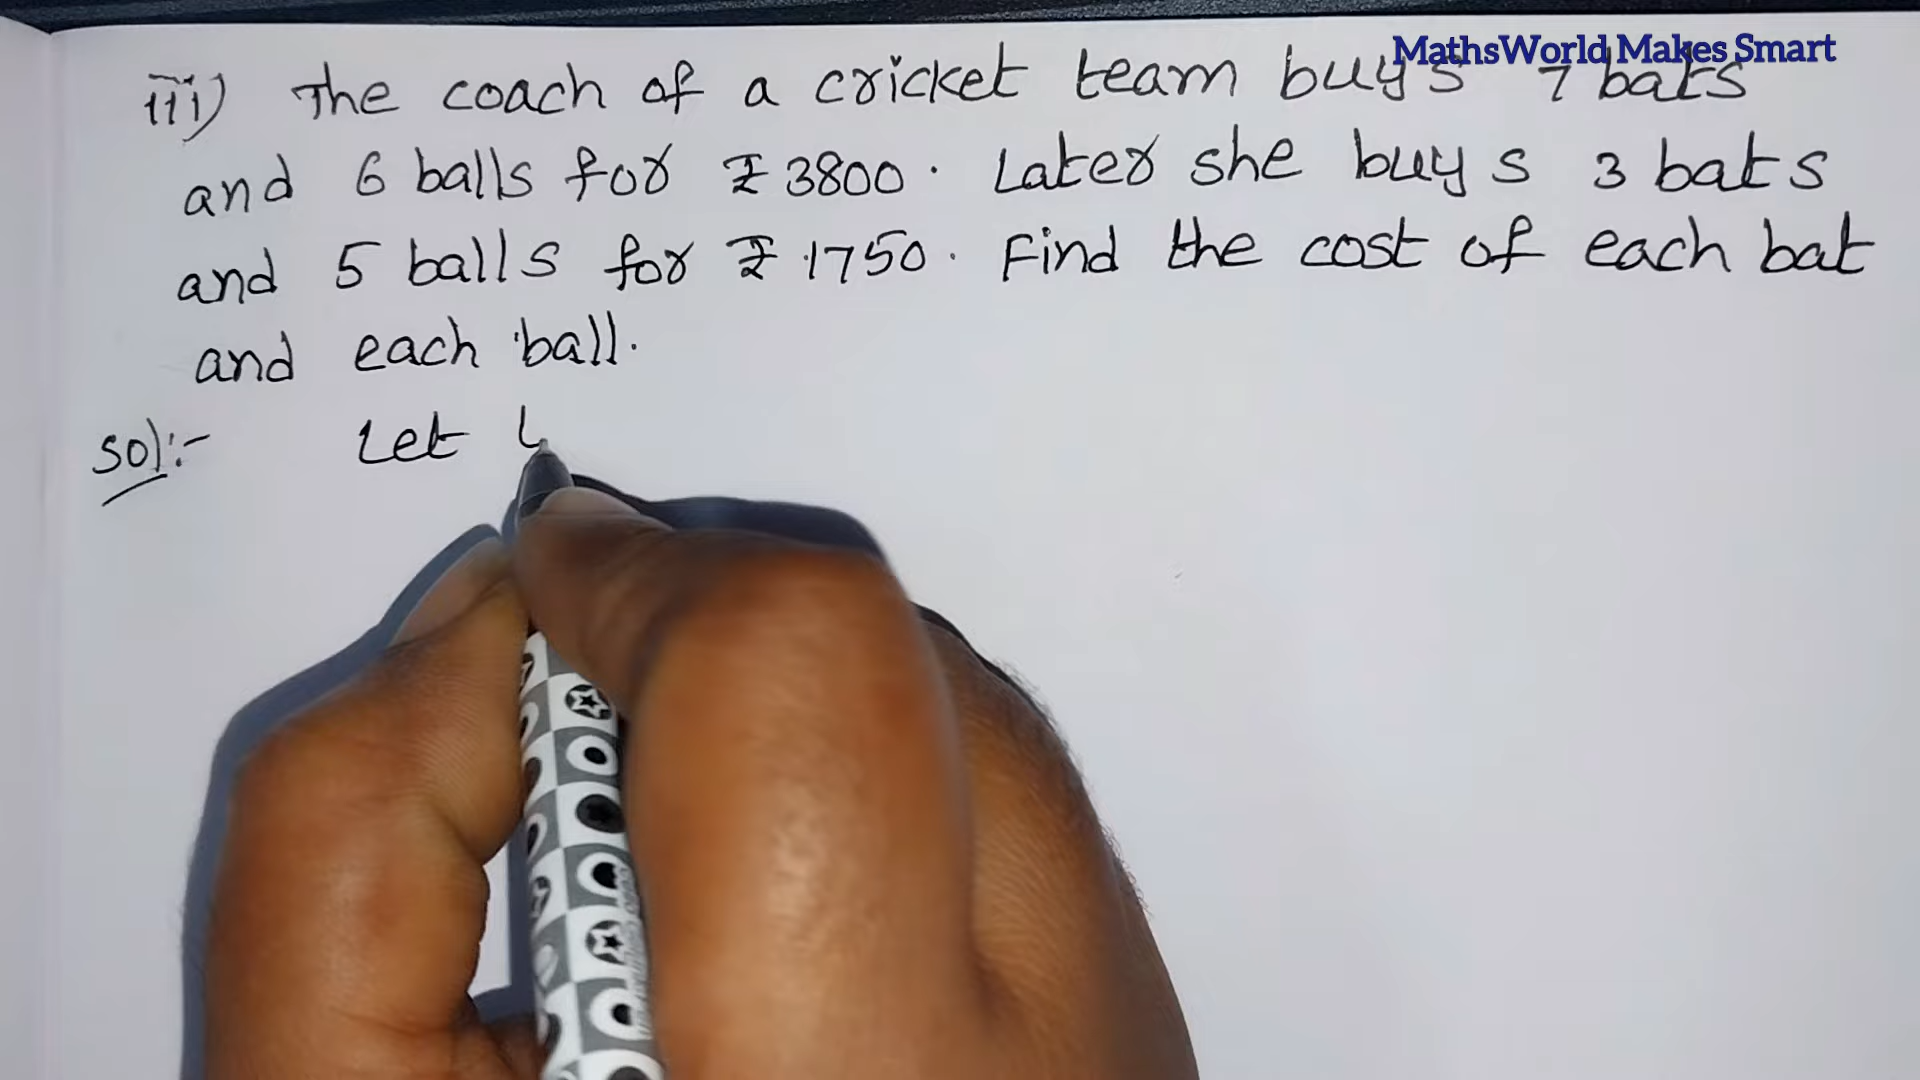 MathsWorld Makes Smart
iii) The coach of a cricket team buys 7 bats
and 6 balls for ₹ 3800. Later she buys 3 bats
and 5 balls for ₹ 1750. Find the cost of each bat
and each ball.
Sol:- Let